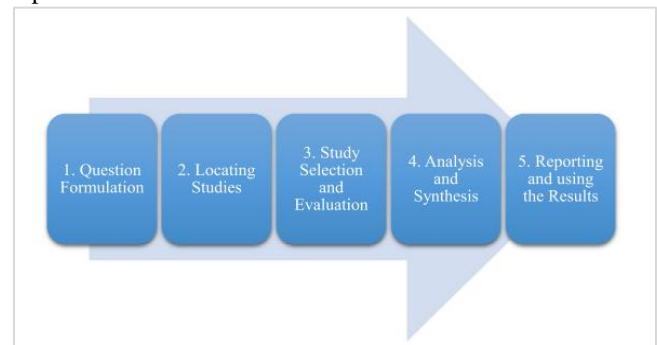 1. Question
Formulation
2. Locating
Studies
3. Study
Selection
and
Evaluation
4. Analysis
and
Synthesis
5. Reporting
and using
the Results